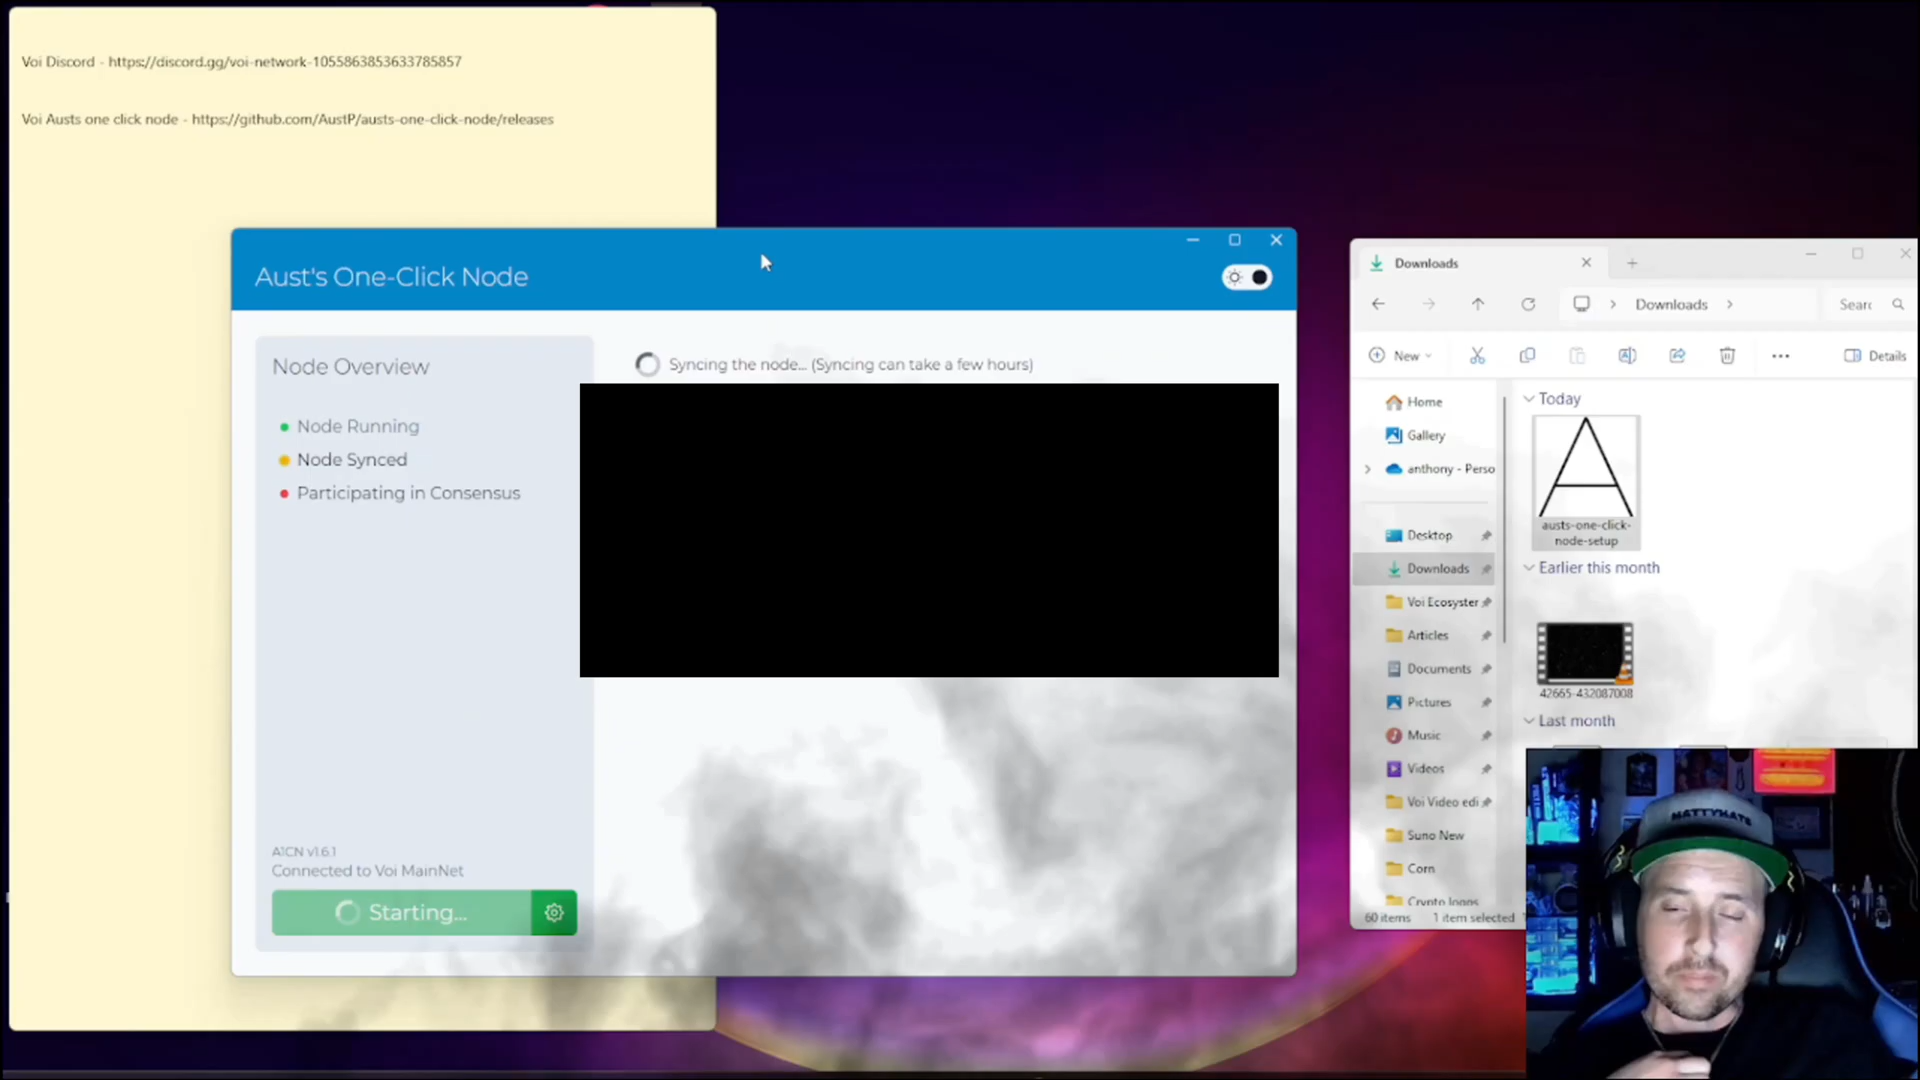 Voi Discord - https://discord.gg/voi-network-1055863853633785857
Voi Austs one click node - https://github.com/AustP/austs-one-click-node/releases
Aust's One-Click Node
Node Overview
Node Running
Node Synced
Participating in Consensus
Syncing the node... (Syncing can take a few hours)
A1CN v1.6.1
Connected to Voi MainNet
Starting...
Downloads
Downloads
Searc
New
Details
Home
Gallery
anthony - Perso
Desktop
Downloads
Voi Ecosyster
Articles
Documents
Pictures
Music
Videos
Voi Video edi
Suno New
Corn
Crypto logos
60 items
1 item selected
Today
austs-one-click-
node-setup
Earlier this month
42665-432087008
Last month
NATTYHATS